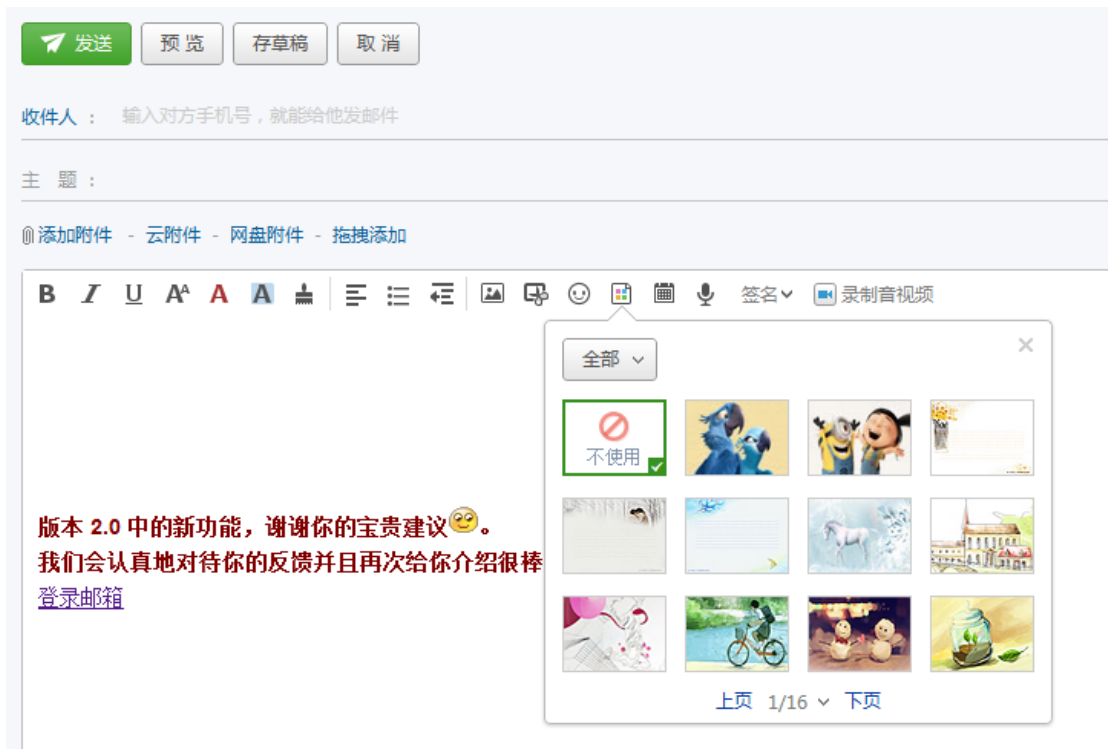 发送 预 览 存草稿 取 消
收件人 : 输入对方手机号，就能给他发邮件
主 题 :
添加附件 - 云附件 - 网盘附件 - 拖拽添加
B I U AA A A 签名 录制音视频
全部
不使用
版本 2.0 中的新功能，谢谢你的宝贵建议。
我们会认真地对待你的反馈并且再次给你介绍很棒
登录邮箱
上页 1/16 下页